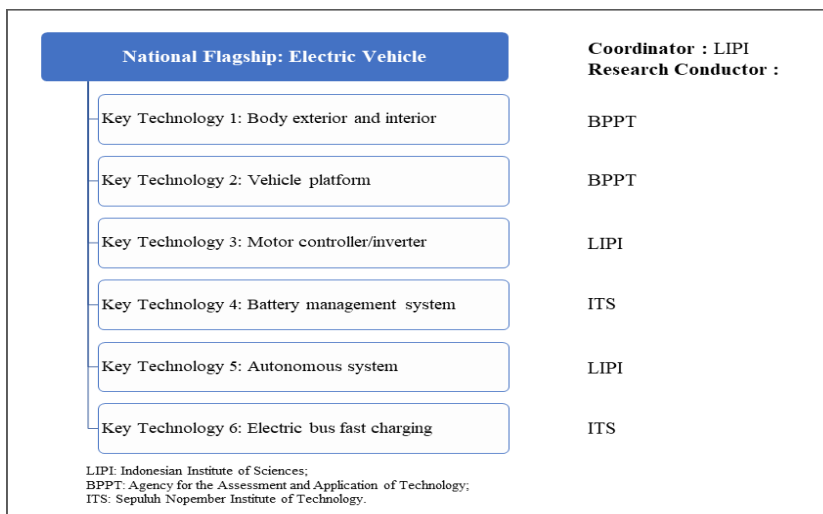 National Flagship: Electric Vehicle
Coordinator : LIPI
Research Conductor :
Key Technology 1: Body exterior and interior
BPPT
Key Technology 2: Vehicle platform
BPPT
Key Technology 3: Motor controller/inverter
LIPI
Key Technology 4: Battery management system
ITS
Key Technology 5: Autonomous system
LIPI
Key Technology 6: Electric bus fast charging
ITS
LIPI: Indonesian Institute of Sciences;
BPPT: Agency for the Assessment and Application of Technology;
ITS: Sepuluh Nopember Institute of Technology.